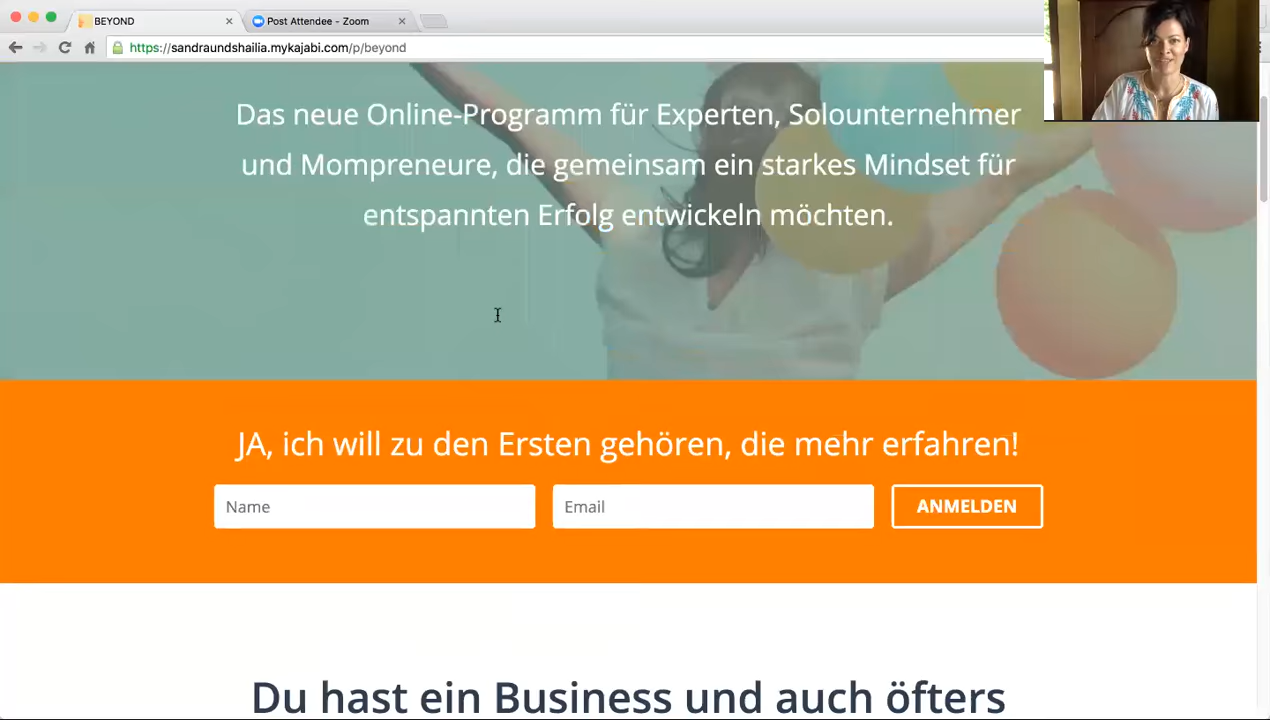 BEYOND
Post Attendee - Zoom
https://sandraundshailia.mykajabi.com/p/beyond
Das neue Online-Programm für Experten, Solounternehmer
und Mompreneure, die gemeinsam ein starkes Mindset für
entspannten Erfolg entwickeln möchten.
JA, ich will zu den Ersten gehören, die mehr erfahren!
Name
Email
ANMELDEN
Du hast ein Business und auch öfters